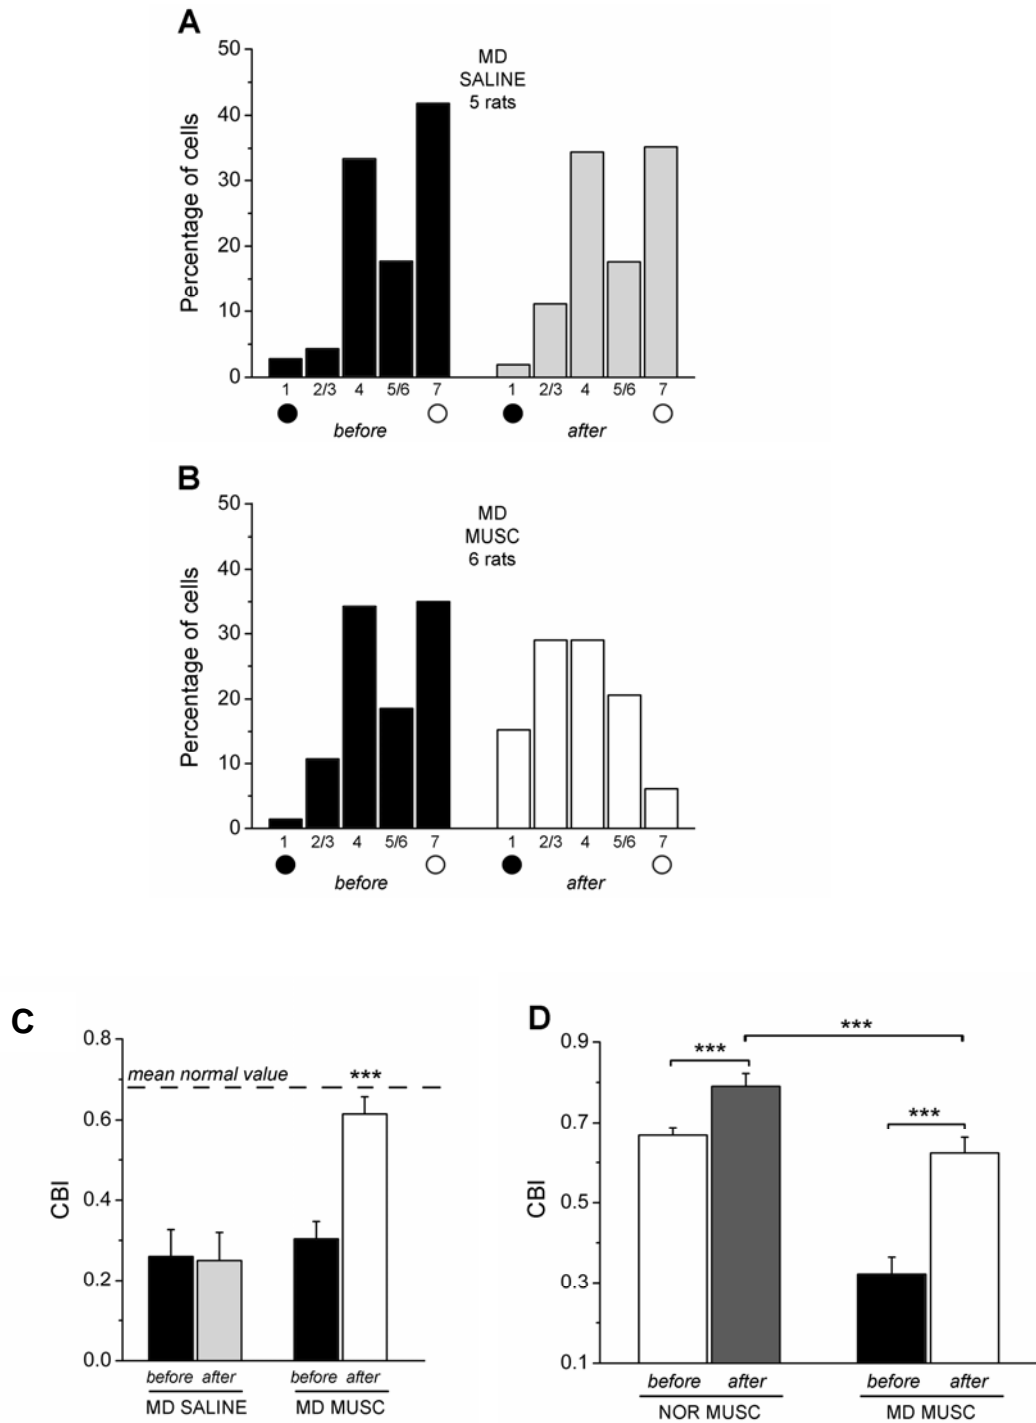 A
MD
SALINE
5 rats
Percentage of cells
50
40
30
20
10
0
1 2/3 4 5/6 7 1 2/3 4 5/6 7
before after
B
MD
MUSC
6 rats
Percentage of cells
50
40
30
20
10
0
1 2/3 4 5/6 7 1 2/3 4 5/6 7
before after
C
CBI
0.8
0.6
0.4
0.2
0.0
mean normal value ***
before after before after
MD SALINE MD MUSC
D
CBI
0.9
0.7
0.5
0.3
0.1
***
***
***
before after before after
NOR MUSC MD MUSC